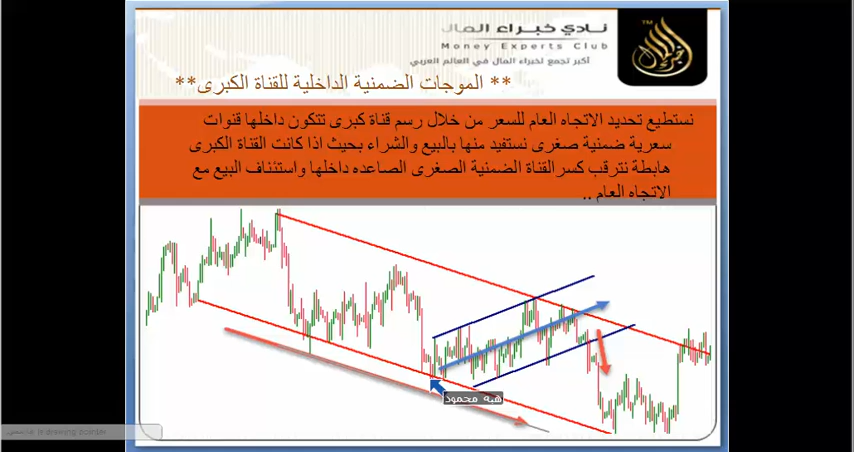 نادي خبراء المال
Money Experts Club
أكبر تجمع لخبراء المال في العالم العربي
TM
** الموجات الضمنية الداخلية للقناة الكبرى**
نستطيع تحديد الاتجاه العام للسعر من خلال رسم قناة كبرى تتكون داخلها قنوات
سعرية ضمنية صغرى نستفيد منها بالبيع والشراء بحيث اذا كانت القناة الكبرى
هابطة نترقب كسرالقناة الضمنية الصغرى الصاعده داخلها واستئناف البيع مع
الاتجاه العام ..
هبه محمود